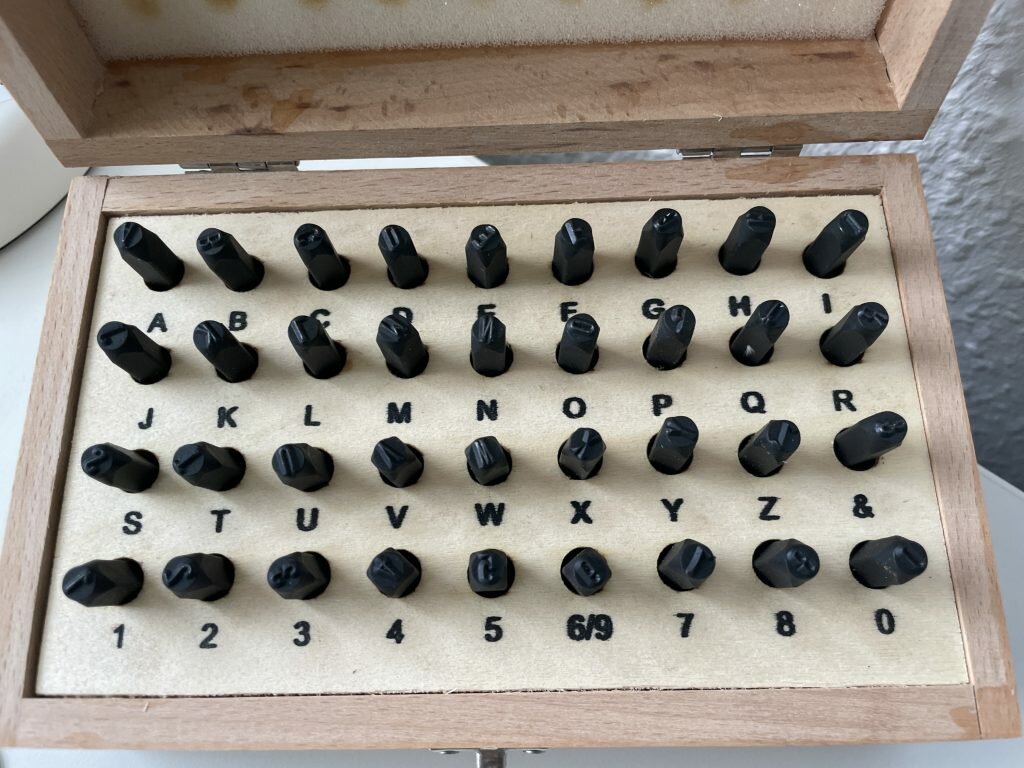 A B C D E F G H I
J K L M N O P Q R
S T U V W X Y Z &
1 2 3 4 5 6/9 7 8 0